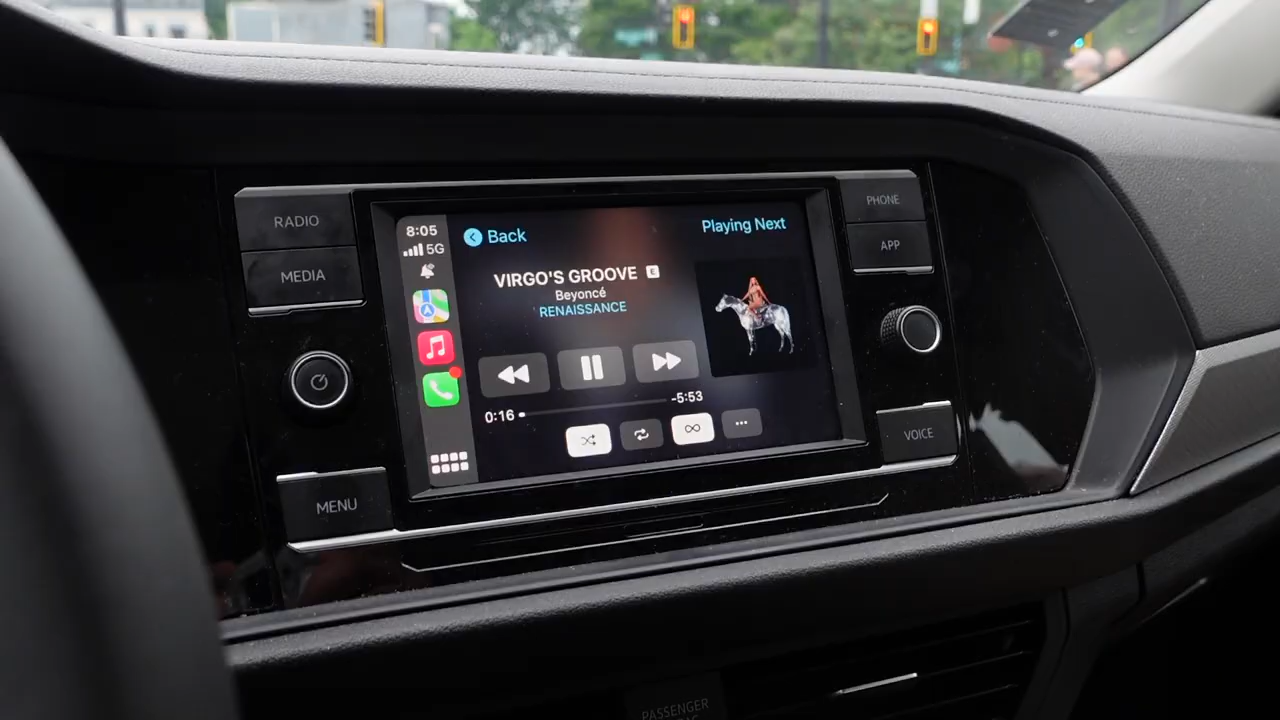 RADIO
MEDIA
MENU
8:05
5G
Back
Playing Next
VIRGO'S GROOVE E
Beyoncé
RENAISSANCE
0:16
-5:53
PHONE
APP
VOICE
PASSENGER